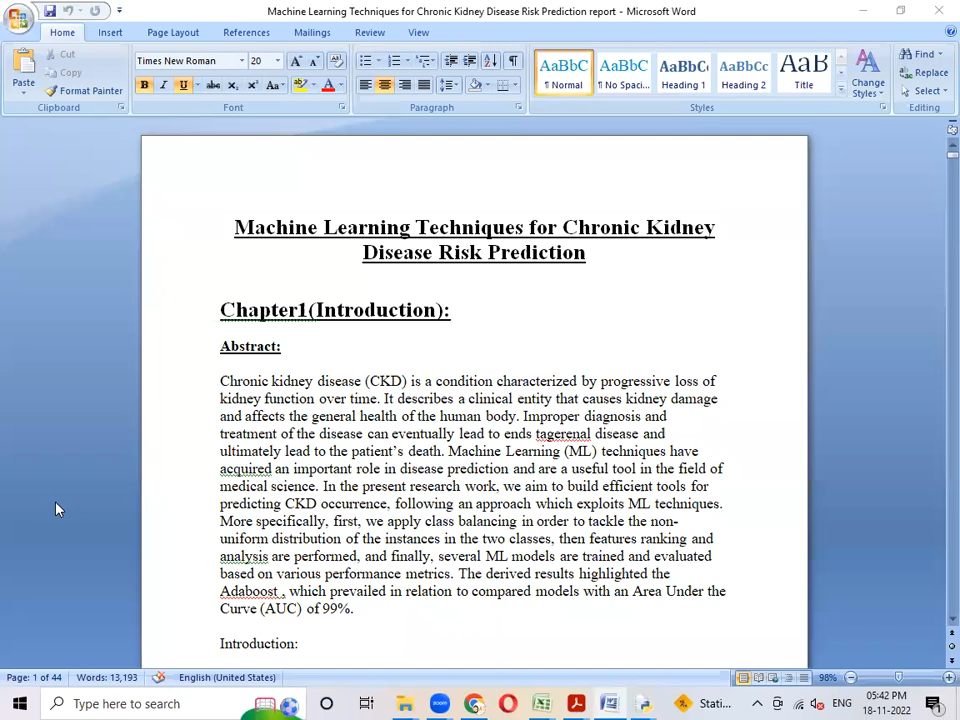 Machine Learning Techniques for Chronic Kidney Disease Risk Prediction report - Microsoft Word
Home Insert Page Layout References Mailings Review View
Paste
Cut
Copy
Format Painter
Clipboard
Times New Roman 20
Font
Paragraph
AaBbC AaBbC AaBbC AaBbC AaB
¶ Normal ¶ No Spaci... Heading 1 Heading 2 Title
Change Styles
Styles
Find
Replace
Select
Editing
Machine Learning Techniques for Chronic Kidney
Disease Risk Prediction
Chapter1(Introduction):
Abstract:
Chronic kidney disease (CKD) is a condition characterized by progressive loss of
kidney function over time. It describes a clinical entity that causes kidney damage
and affects the general health of the human body. Improper diagnosis and
treatment of the disease can eventually lead to ends tagerenal disease and
ultimately lead to the patient's death. Machine Learning (ML) techniques have
acquired an important role in disease prediction and are a useful tool in the field of
medical science. In the present research work, we aim to build efficient tools for
predicting CKD occurrence, following an approach which exploits ML techniques.
More specifically, first, we apply class balancing in order to tackle the non-
uniform distribution of the instances in the two classes, then features ranking and
analysis are performed, and finally, several ML models are trained and evaluated
based on various performance metrics. The derived results highlighted the
Adaboost , which prevailed in relation to compared models with an Area Under the
Curve (AUC) of 99%.
Introduction:
Page: 1 of 44 Words: 13,193 English (United States) 98%
Type here to search Stati... ENG 05:42 PM
18-11-2022